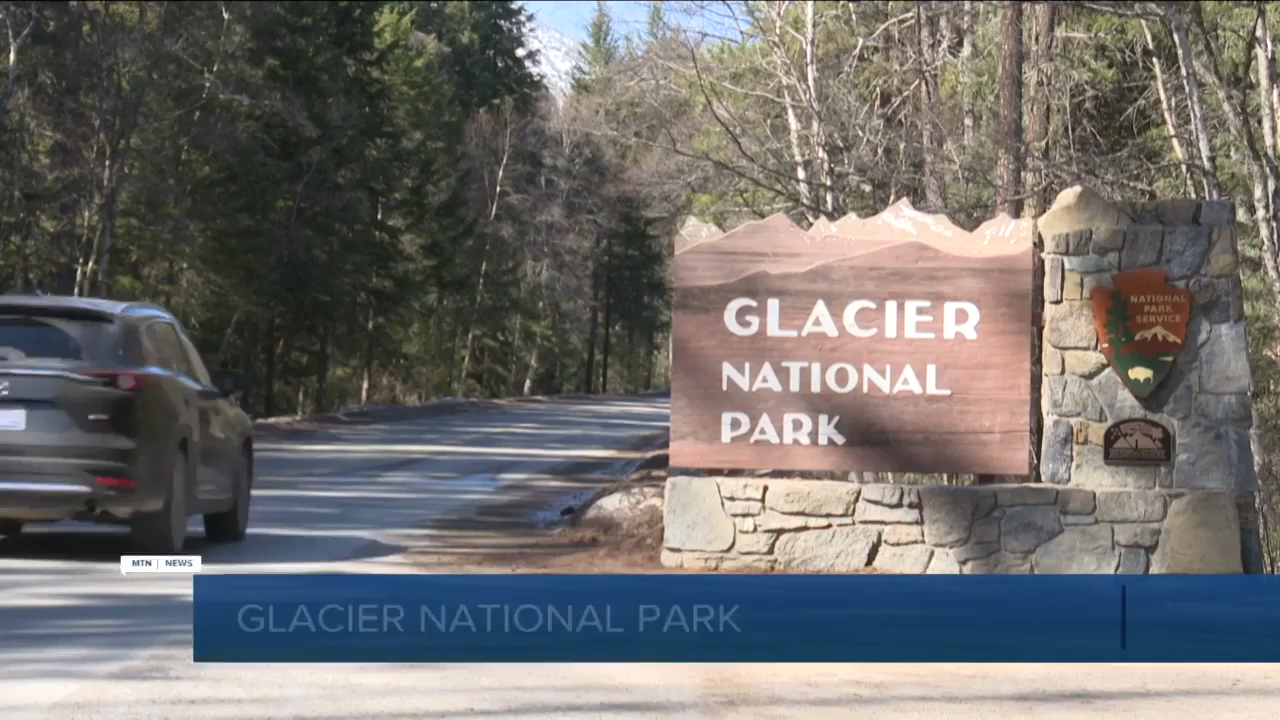 GLACIER
NATIONAL
PARK
NATIONAL
PARK
SERVICE
MTN | NEWS
GLACIER NATIONAL PARK